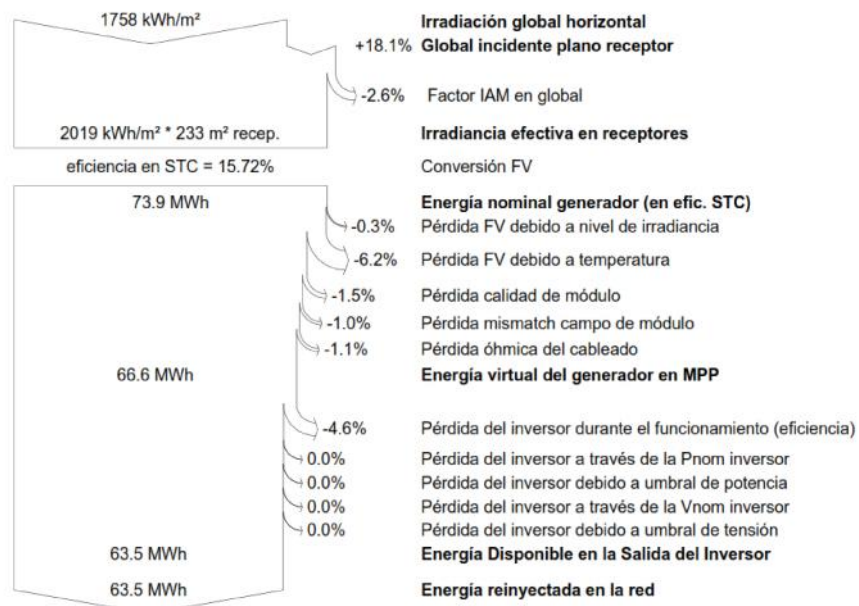 1758 kWh/m² Irradiación global horizontal
+18.1% Global incidente plano receptor
-2.6% Factor IAM en global
2019 kWh/m² * 233 m² recep. Irradiancia efectiva en receptores
eficiencia en STC = 15.72% Conversión FV
73.9 MWh Energía nominal generador (en efic. STC)
-0.3% Pérdida FV debido a nivel de irradiancia
-6.2% Pérdida FV debido a temperatura
-1.5% Pérdida calidad de módulo
-1.0% Pérdida mismatch campo de módulo
-1.1% Pérdida óhmica del cableado
66.6 MWh Energía virtual del generador en MPP
-4.6% Pérdida del inversor durante el funcionamiento (eficiencia)
0.0% Pérdida del inversor a través de la Pnom inversor
0.0% Pérdida del inversor debido a umbral de potencia
0.0% Pérdida del inversor a través de la Vnom inversor
0.0% Pérdida del inversor debido a umbral de tensión
63.5 MWh Energía Disponible en la Salida del Inversor
63.5 MWh Energía reinyectada en la red